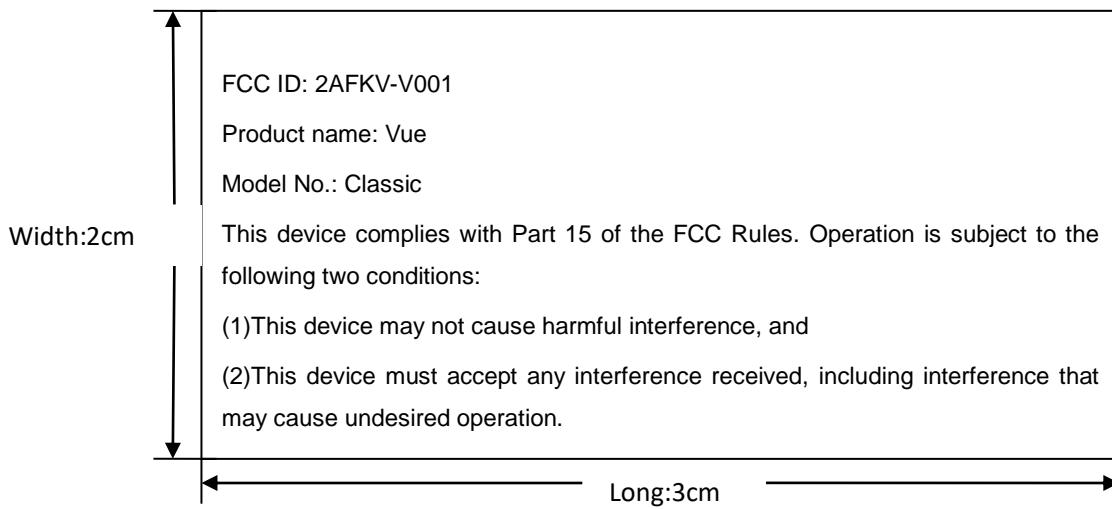 FCC ID: 2AFKV-V001
Product name: Vue
Model No.: Classic
Width:2cm
This device complies with Part 15 of the FCC Rules. Operation is subject to the
following two conditions:
(1)This device may not cause harmful interference, and
(2)This device must accept any interference received, including interference that
may cause undesired operation.
Long:3cm